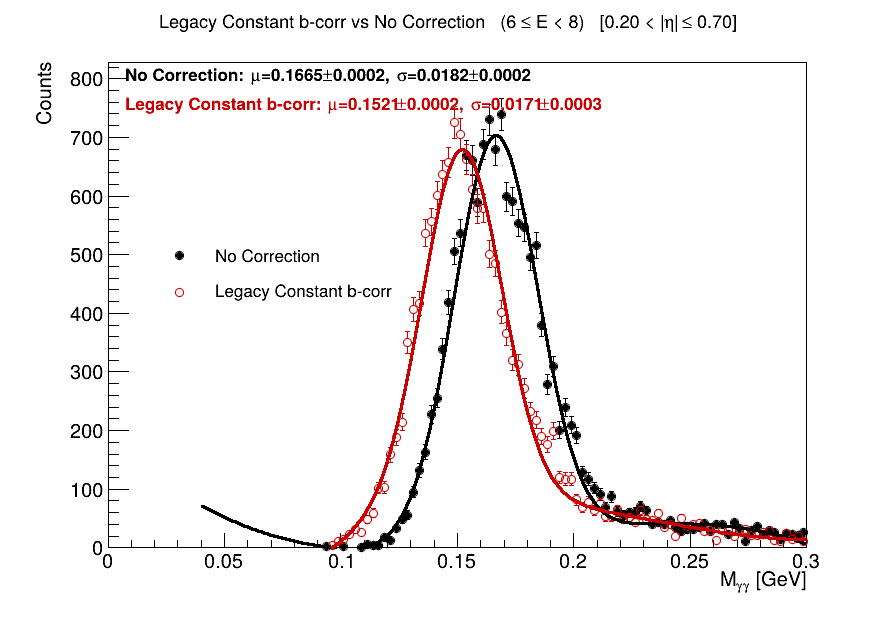 Legacy Constant b-corr vs No Correction (6 ≤ E < 8) [0.20 < |η| ≤ 0.70]
No Correction: μ=0.1665±0.0002, σ=0.0182±0.0002
Legacy Constant b-corr: μ=0.1521±0.0002, σ=0.0171±0.0003
Counts
800
700
600
500
400
300
200
100
0
No Correction
Legacy Constant b-corr
0 0.05 0.1 0.15 0.2 0.25 0.3
Mγγ [GeV]